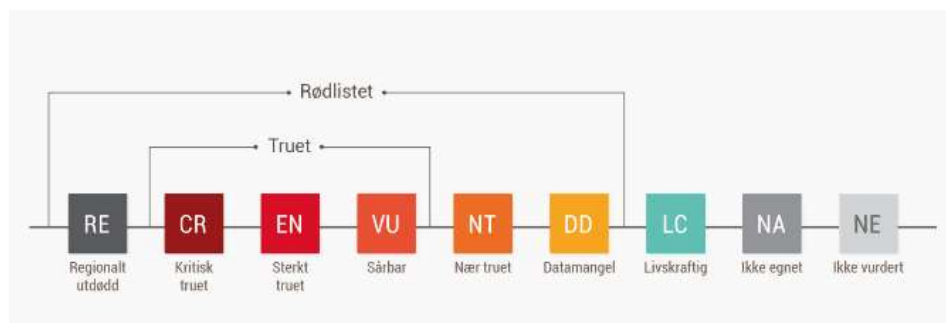 Rødlistet
Truet
RE CR EN VU NT DD LC NA NE
Regionalt Kritisk Sterkt Sårbar Nær truet Datamangel Livskraftig Ikke egnet Ikke vurdert
utdødd truet truet